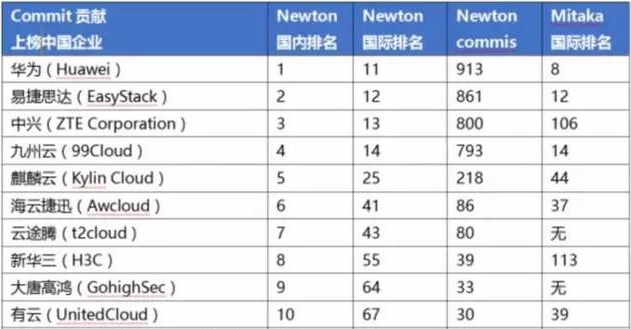 Commit 贡献 Newton Newton Newton Mitaka
上榜中国企业 国内排名 国际排名 commis 国际排名
华为（Huawei） 1 11 913 8
易捷思达（EasyStack） 2 12 861 12
中兴（ZTE Corporation） 3 13 800 106
九州云（99Cloud） 4 14 793 14
麒麟云（Kylin Cloud） 5 25 218 44
海云捷迅（Awcloud） 6 41 86 37
云途腾（t2cloud） 7 43 80 无
新华三（H3C） 8 55 39 113
大唐高鸿（GohighSec） 9 64 33 无
有云（UnitedCloud） 10 67 30 39